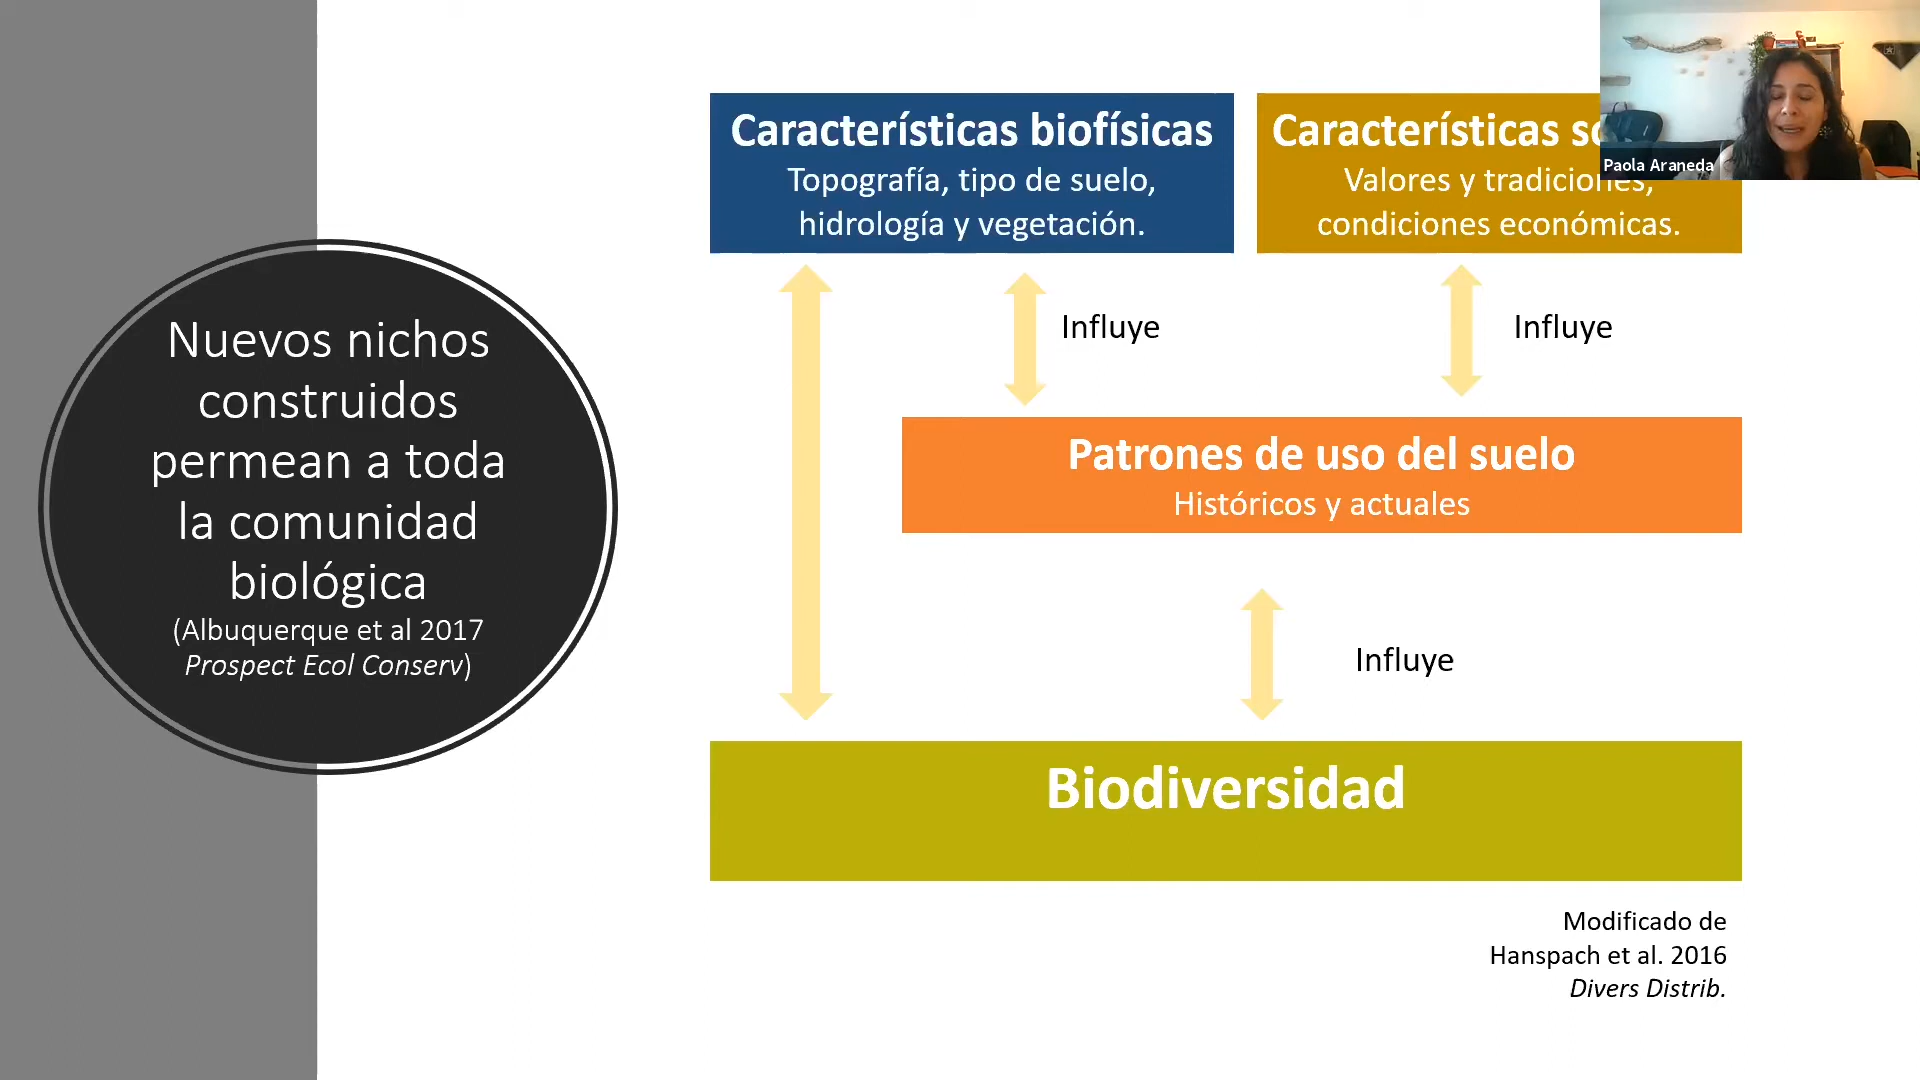 Nuevos nichos
construidos
permean a toda
la comunidad
biológica
(Albuquerque et al 2017
Prospect Ecol Conserv)
Características biofísicas
Topografía, tipo de suelo,
hidrología y vegetación.
Características
Valores y tradiciones,
condiciones económicas.
Paola Araneda
Influye
Influye
Patrones de uso del suelo
Históricos y actuales
Influye
Biodiversidad
Modificado de
Hanspach et al. 2016
Divers Distrib.